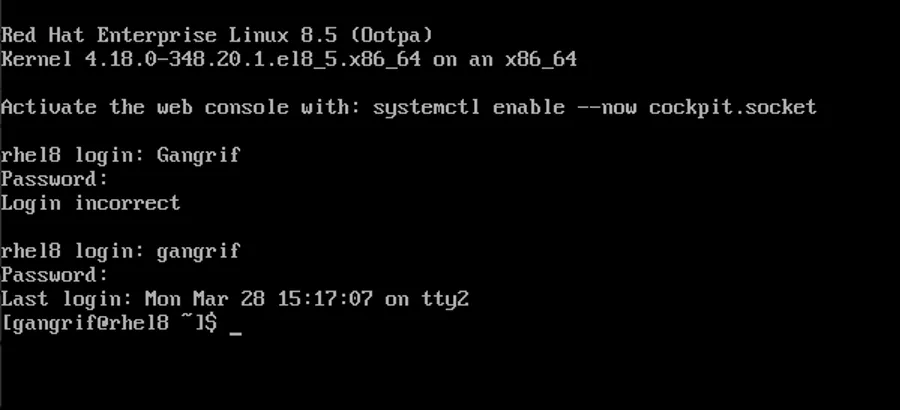 Red Hat Enterprise Linux 8.5 (Ootpa)
Kernel 4.18.0-348.20.1.el8_5.x86_64 on an x86_64
Activate the web console with: systemctl enable --now cockpit.socket
rhel8 login: Gangrif
Password:
Login incorrect
rhel8 login: gangrif
Password:
Last login: Mon Mar 28 15:17:07 on tty2
[gangrif@rhel8 ~]$ _